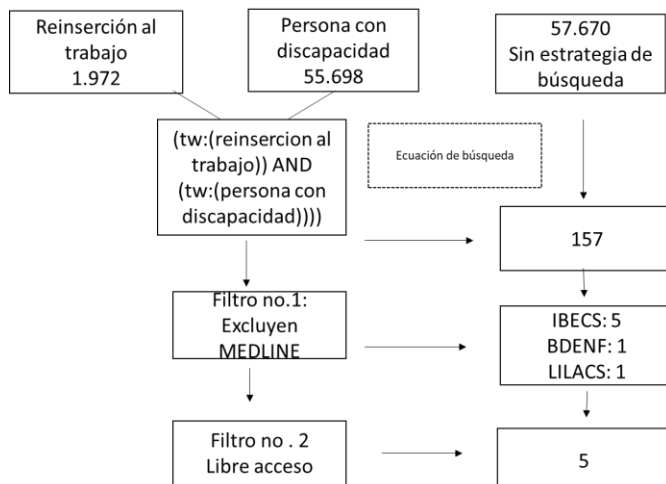 Reinserción al
trabajo
1.972
Persona con
discapacidad
55.698
57.670
Sin estrategia de
búsqueda
(tw:(reinsercion al
trabajo)) AND
(tw:(persona con
discapacidad))))
Ecuación de búsqueda
157
Filtro no.1:
Excluyen
MEDLINE
IBECS: 5
BDENF: 1
LILACS: 1
Filtro no . 2
Libre acceso
5